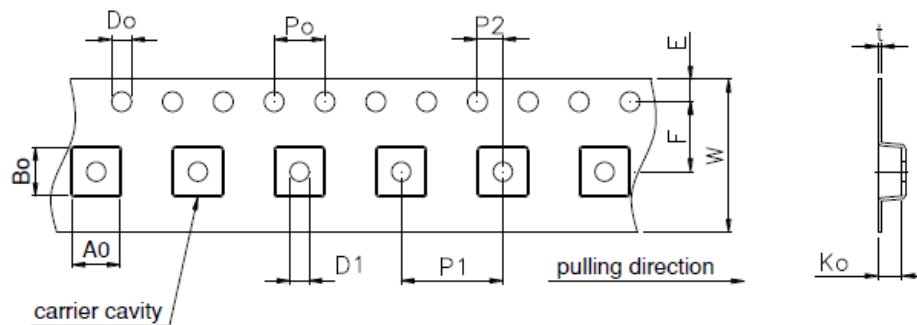 Do
Po
P2
E
t
F
W
Bo
A0
D1
P1
pulling direction
Ko
carrier cavity